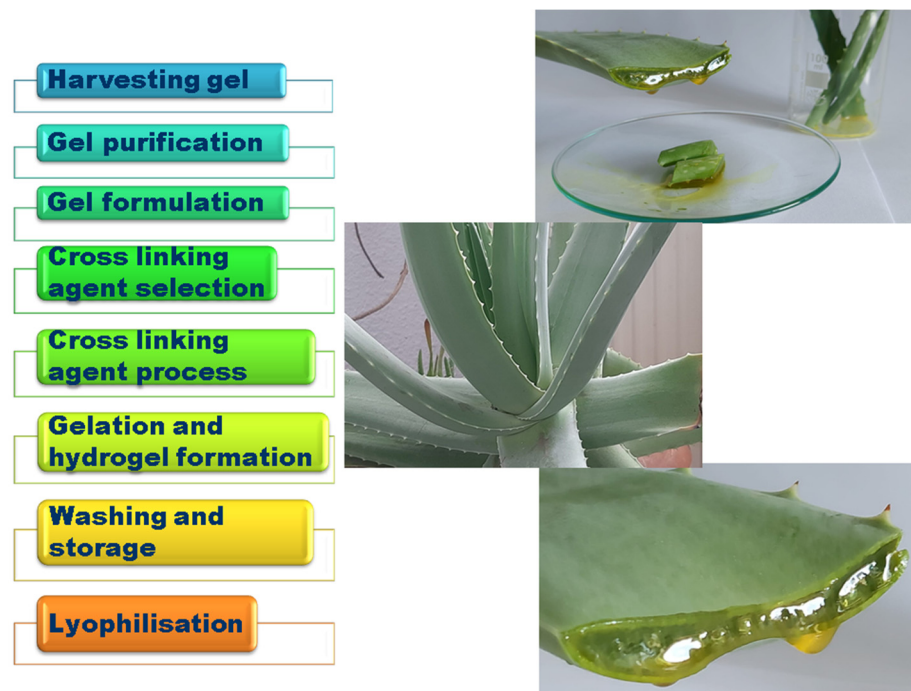 Harvesting gel
Gel purification
Gel formulation
Cross linking
agent selection
Cross linking
agent process
Gelation and
hydrogel formation
Washing and
storage
Lyophilisation